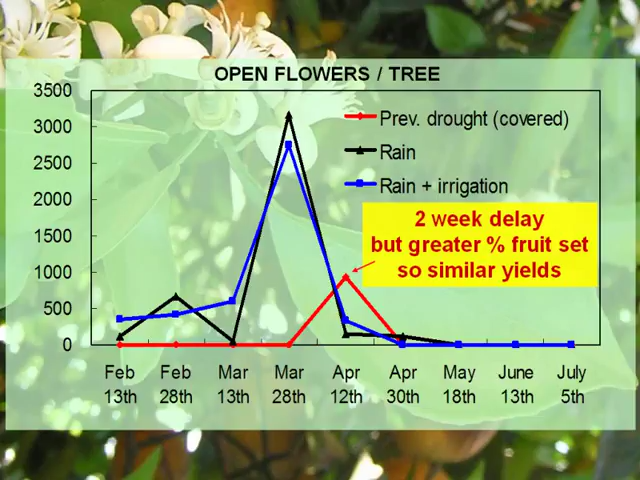 OPEN FLOWERS / TREE
3500
3000
2500
2000
1500
1000
500
0
Prev. drought (covered)
Rain
Rain + irrigation
2 week delay
but greater % fruit set
so similar yields
Feb Feb Mar Mar Apr Apr May June July
13th 28th 13th 28th 12th 30th 18th 13th 5th